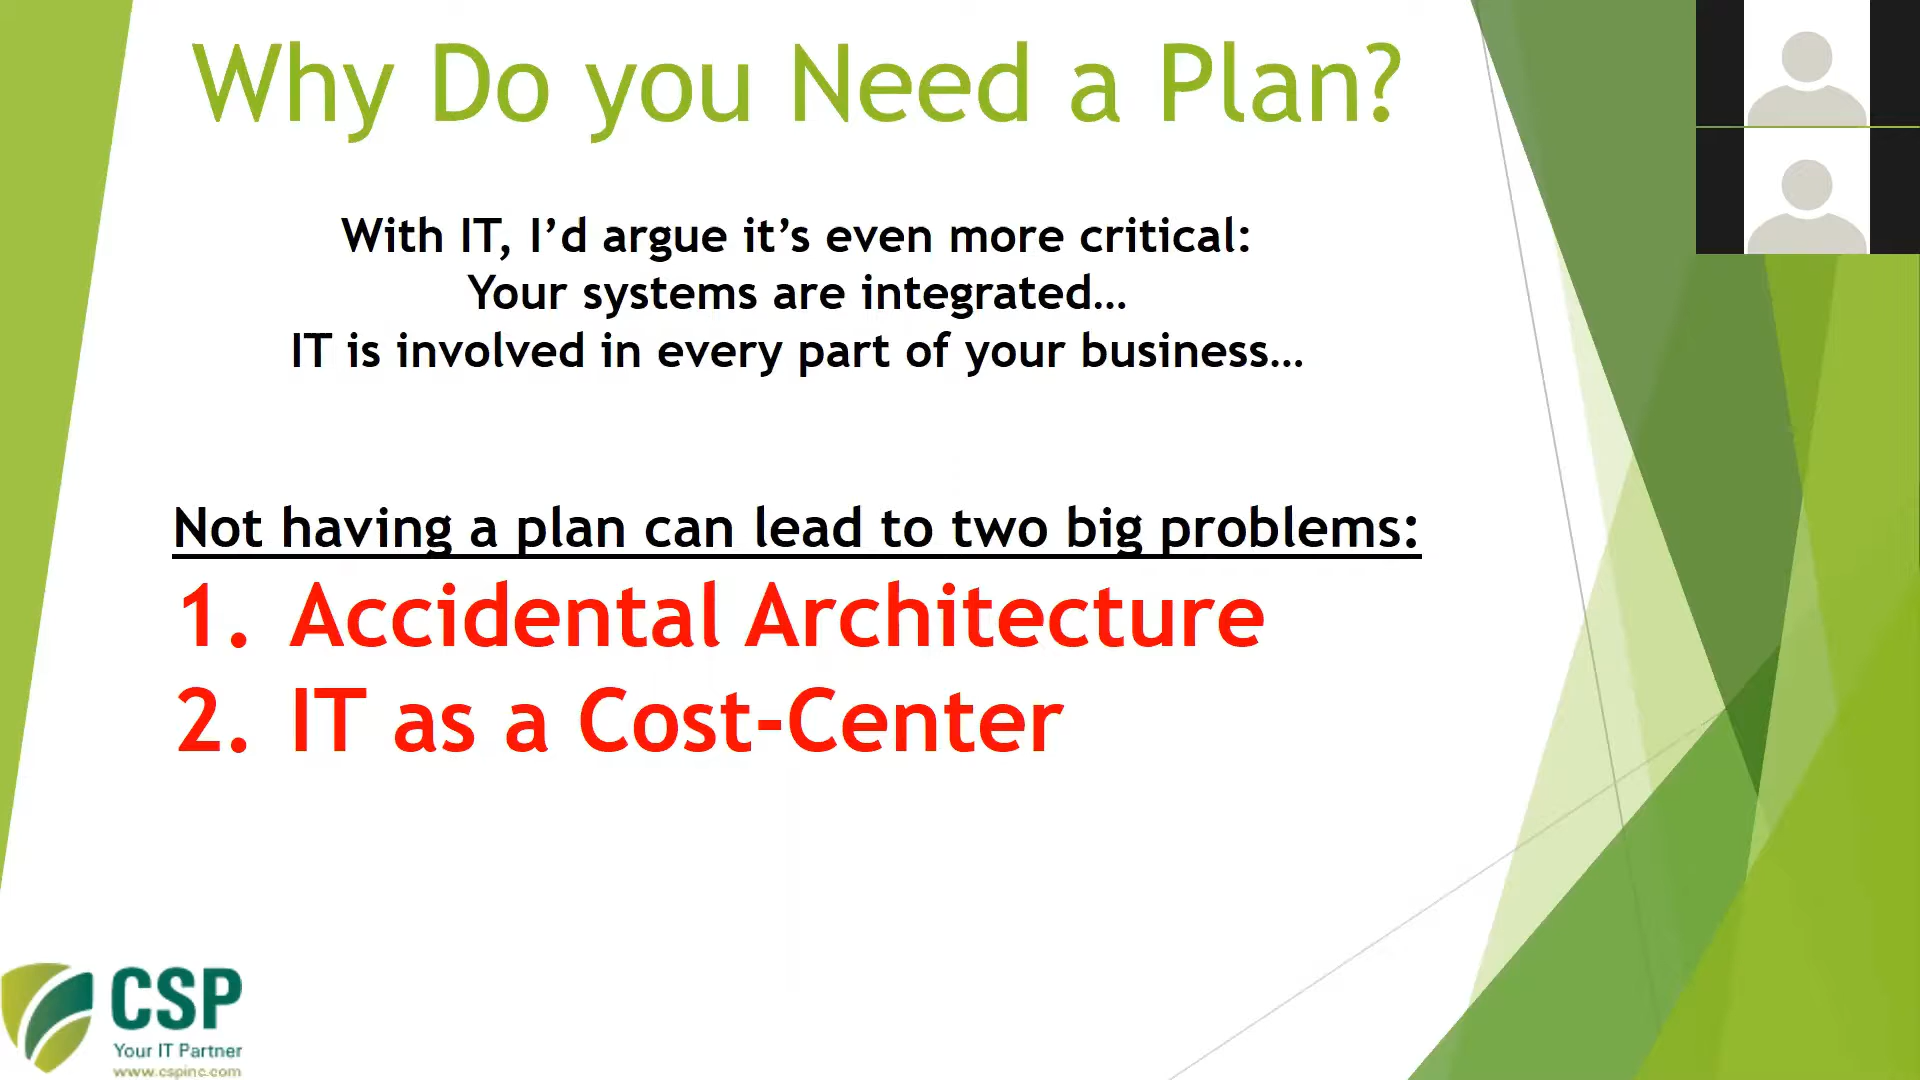 Why Do you Need a Plan?
With IT, I’d argue it’s even more critical:
Your systems are integrated…
IT is involved in every part of your business…
Not having a plan can lead to two big problems:
1. Accidental Architecture
2. IT as a Cost-Center
CSP
Your IT Partner
www.cspinc.com